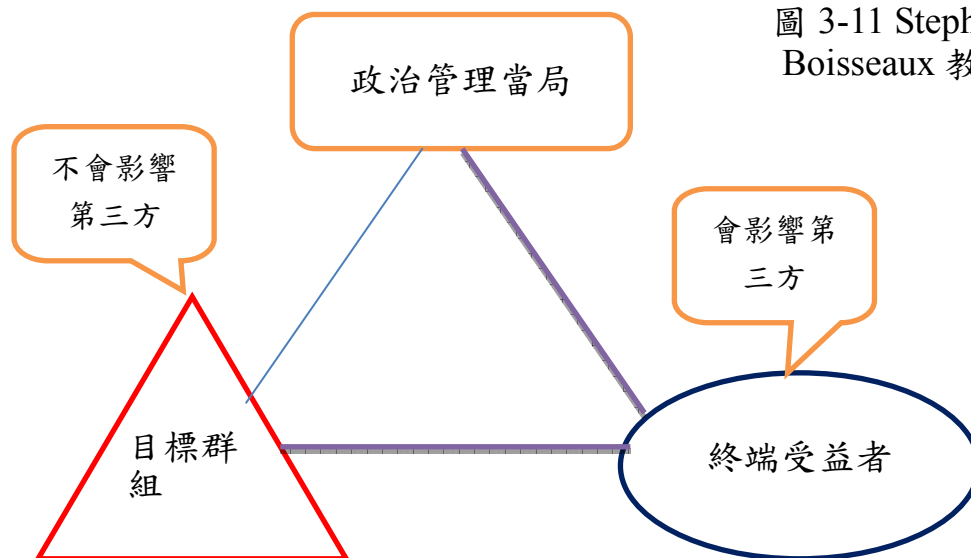 圖 3-11 Steph
Boisseaux 教
政治管理當局
不會影響
第三方
會影響第
三方
目標群
組
終端受益者